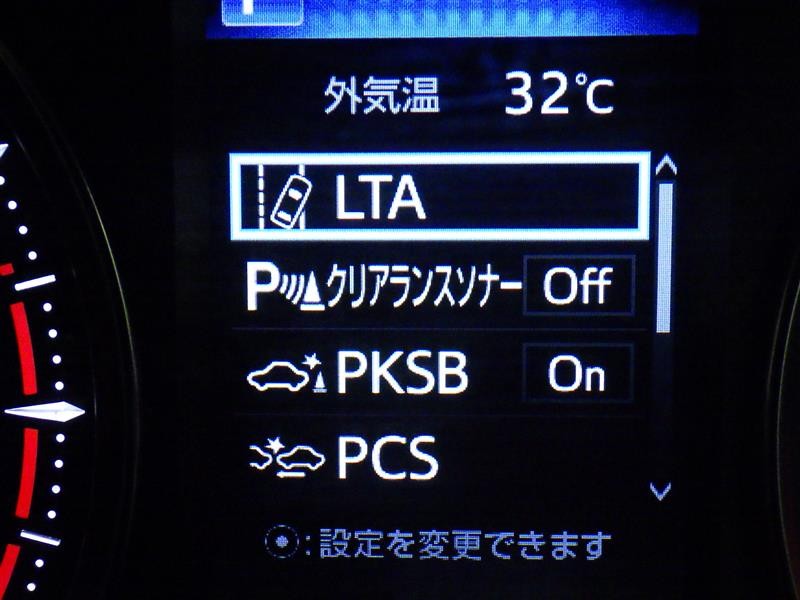 外気温 32℃
LTA
P クリアランスソナー Off
PKSB On
PCS
:設定を変更できます